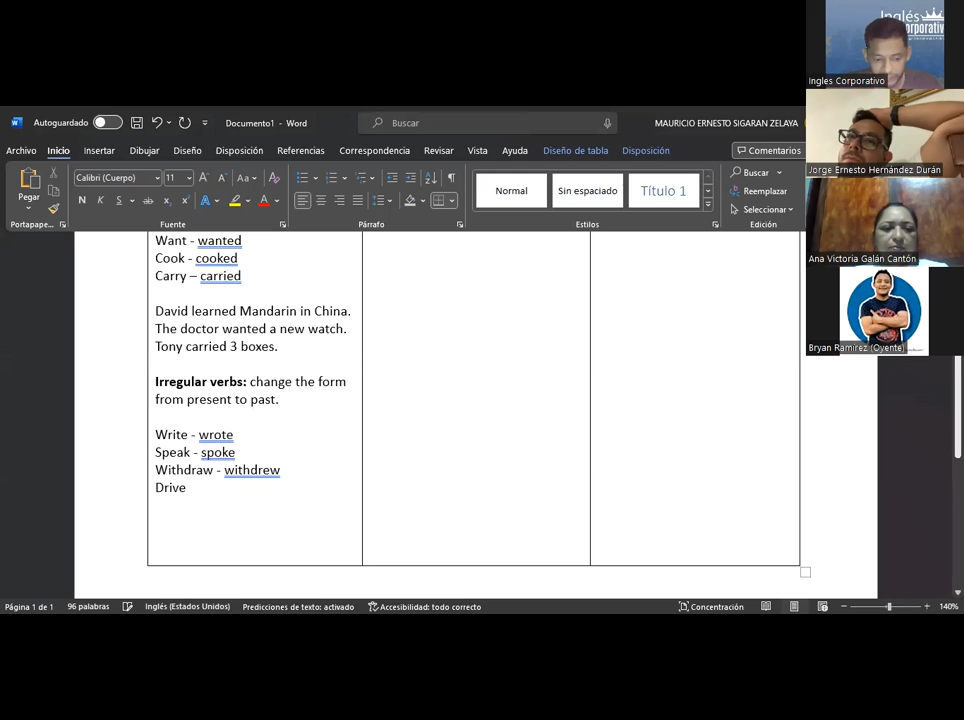 Inglés
Corporativo
Ingles Corporativo
Autoguardado
Documento1 - Word
Buscar
MAURICIO ERNESTO SIGARAN ZELAYA
Archivo Inicio Insertar Dibujar Diseño Disposición Referencias Correspondencia Revisar Vista Ayuda Diseño de tabla Disposición Comentarios
Jorge Ernesto Hernández Durán
Pegar
Calibri (Cuerpo) 11
Normal
Sin espaciado
Título 1
Buscar
Reemplazar
Seleccionar
Portapape...
Fuente
Párrafo
Estilos
Edición
Want - wanted
Cook - cooked
Carry – carried
Ana Victoria Galán Cantón
David learned Mandarin in China.
The doctor wanted a new watch.
Tony carried 3 boxes.
Bryan Ramirez (Oyente)
Irregular verbs: change the form
from present to past.
Write - wrote
Speak - spoke
Withdraw - withdrew
Drive
Página 1 de 1 96 palabras Inglés (Estados Unidos) Predicciones de texto: activado Accesibilidad: todo correcto Concentración 140%